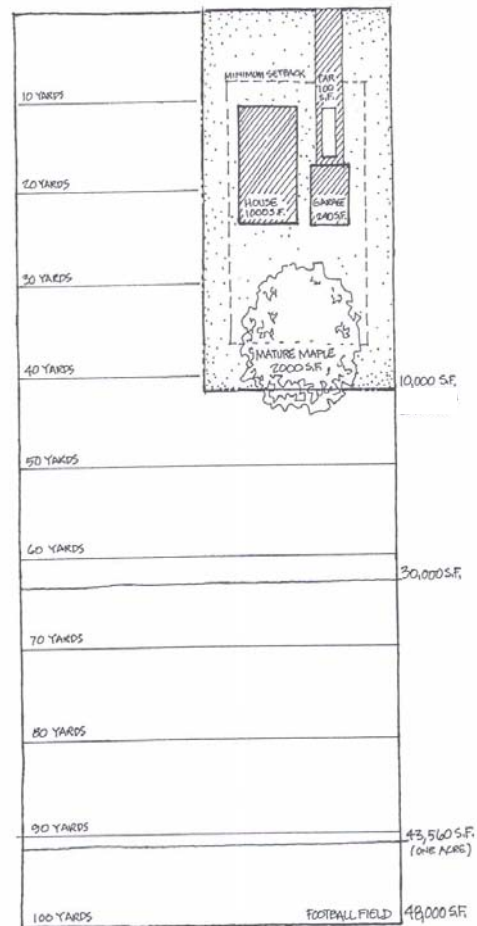 MINIMUM SETBACK
CAR
100
S.F.
10 YARDS
20 YARDS
HOUSE
1000 S.F.
GARAGE
240 S.F.
30 YARDS
MATURE MAPLE
2000 S.F.
40 YARDS
10,000 S.F.
50 YARDS
60 YARDS
30,000 S.F.
70 YARDS
80 YARDS
90 YARDS
43,560 S.F.
(ONE ACRE)
100 YARDS
FOOTBALL FIELD
48,000 S.F.